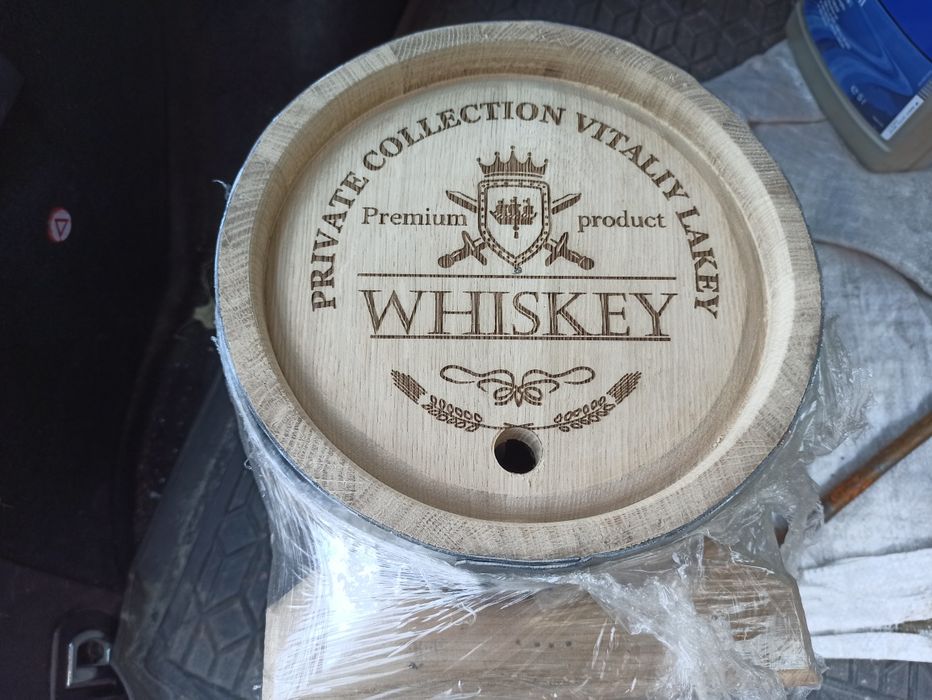 PRIVATE COLLECTION VITALIY LAKEY
Premium product
WHISKEY